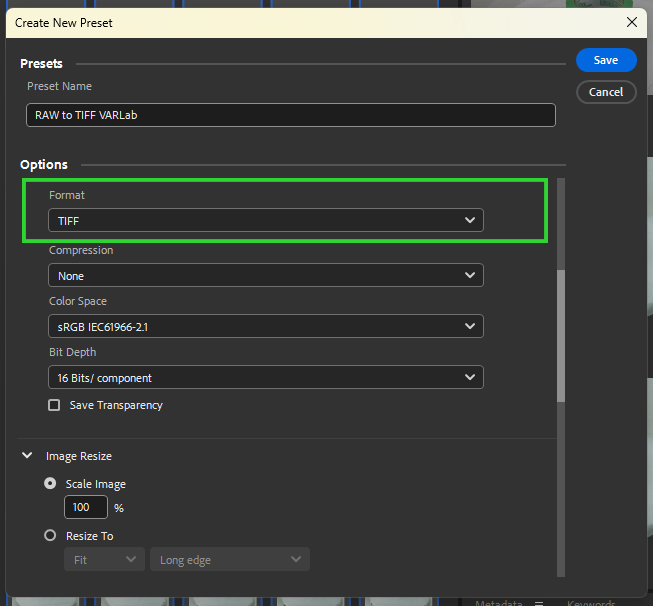 Create New Preset
Presets
Save
Preset Name
Cancel
RAW to TIFF VARLab
Options
Format
TIFF
Compression
None
Color Space
sRGB IEC61966-2.1
Bit Depth
16 Bits/ component
Save Transparency
Image Resize
Scale Image
100 %
Resize To
Fit Long edge
Metadata Keywords